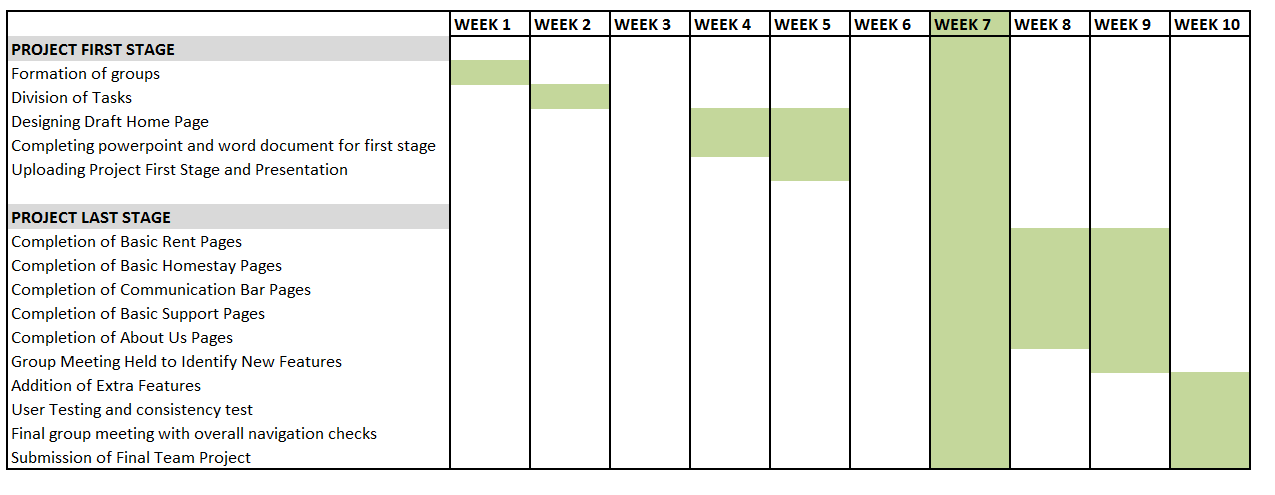 WEEK 1 WEEK 2 WEEK 3 WEEK 4 WEEK 5 WEEK 6 WEEK 7 WEEK 8 WEEK 9 WEEK 10
PROJECT FIRST STAGE
Formation of groups
Division of Tasks
Designing Draft Home Page
Completing powerpoint and word document for first stage
Uploading Project First Stage and Presentation
PROJECT LAST STAGE
Completion of Basic Rent Pages
Completion of Basic Homestay Pages
Completion of Communication Bar Pages
Completion of Basic Support Pages
Completion of About Us Pages
Group Meeting Held to Identify New Features
Addition of Extra Features
User Testing and consistency test
Final group meeting with overall navigation checks
Submission of Final Team Project